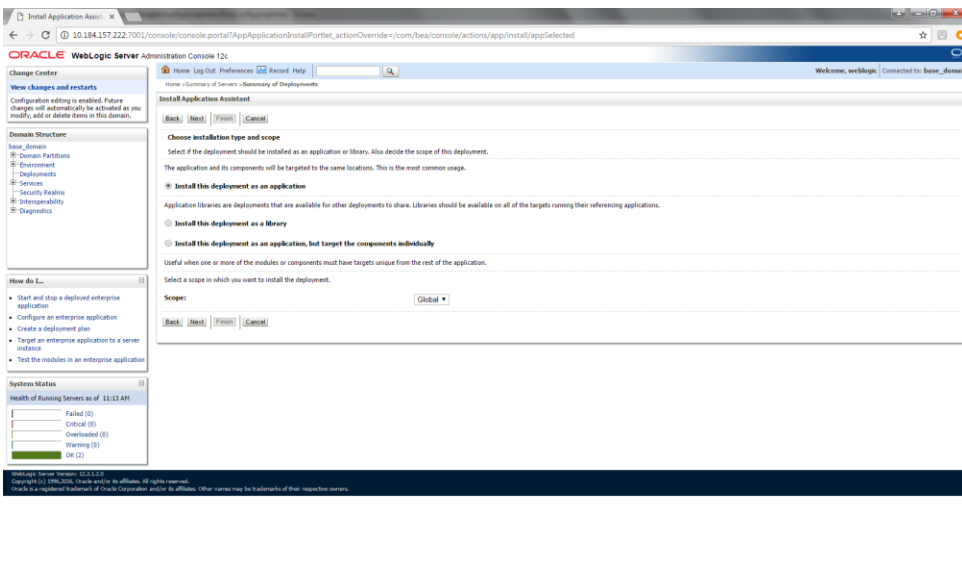 Install Application Assist
10.184.157.222:7001/console/console.portal?AppApplicationInstallPortlet_actionOverride=/com/bea/console/actions/app/install/appSelected
ORACLE WebLogic Server Administration Console 12c
Change Center
View changes and restarts
Configuration editing is enabled. Future
changes will automatically be activated as you
modify, add or delete items in this domain.
Domain Structure
base_domain
Domain Partitions
Environment
Deployments
Services
Security Realms
Interoperability
Diagnostics
How do I...
Start and stop a deployed enterprise
application
Configure an enterprise application
Create a deployment plan
Target an enterprise application to a server
instance
Test the modules in an enterprise application
System Status
Health of Running Servers as of 11:13 AM
Failed (0)
Critical (0)
Overloaded (0)
Warning (0)
OK (2)
Home Log Out Preferences Record Help
Welcome, weblogic Connected to: base_domai
Home >Summary of Servers >Summary of Deployments
Install Application Assistant
Back Next Finish Cancel
Choose installation type and scope
Select if the deployment should be installed as an application or library. Also decide the scope of this deployment.
The application and its components will be targeted to the same locations. This is the most common usage.
Install this deployment as an application
Application libraries are deployments that are available for other deployments to share. Libraries should be available on all of the targets running their referencing applications.
Install this deployment as a library
Install this deployment as an application, but target the components individually
Useful when one or more of the modules or components must have targets unique from the rest of the application.
Select a scope in which you want to install the deployment.
Scope: Global
Back Next Finish Cancel
WebLogic Server Version: 12.2.1.2.0
Copyright (c) 1996,2016, Oracle and/or its affiliates. All rights reserved.
Oracle is a registered trademark of Oracle Corporation and/or its affiliates. Other names may be trademarks of their respective owners.